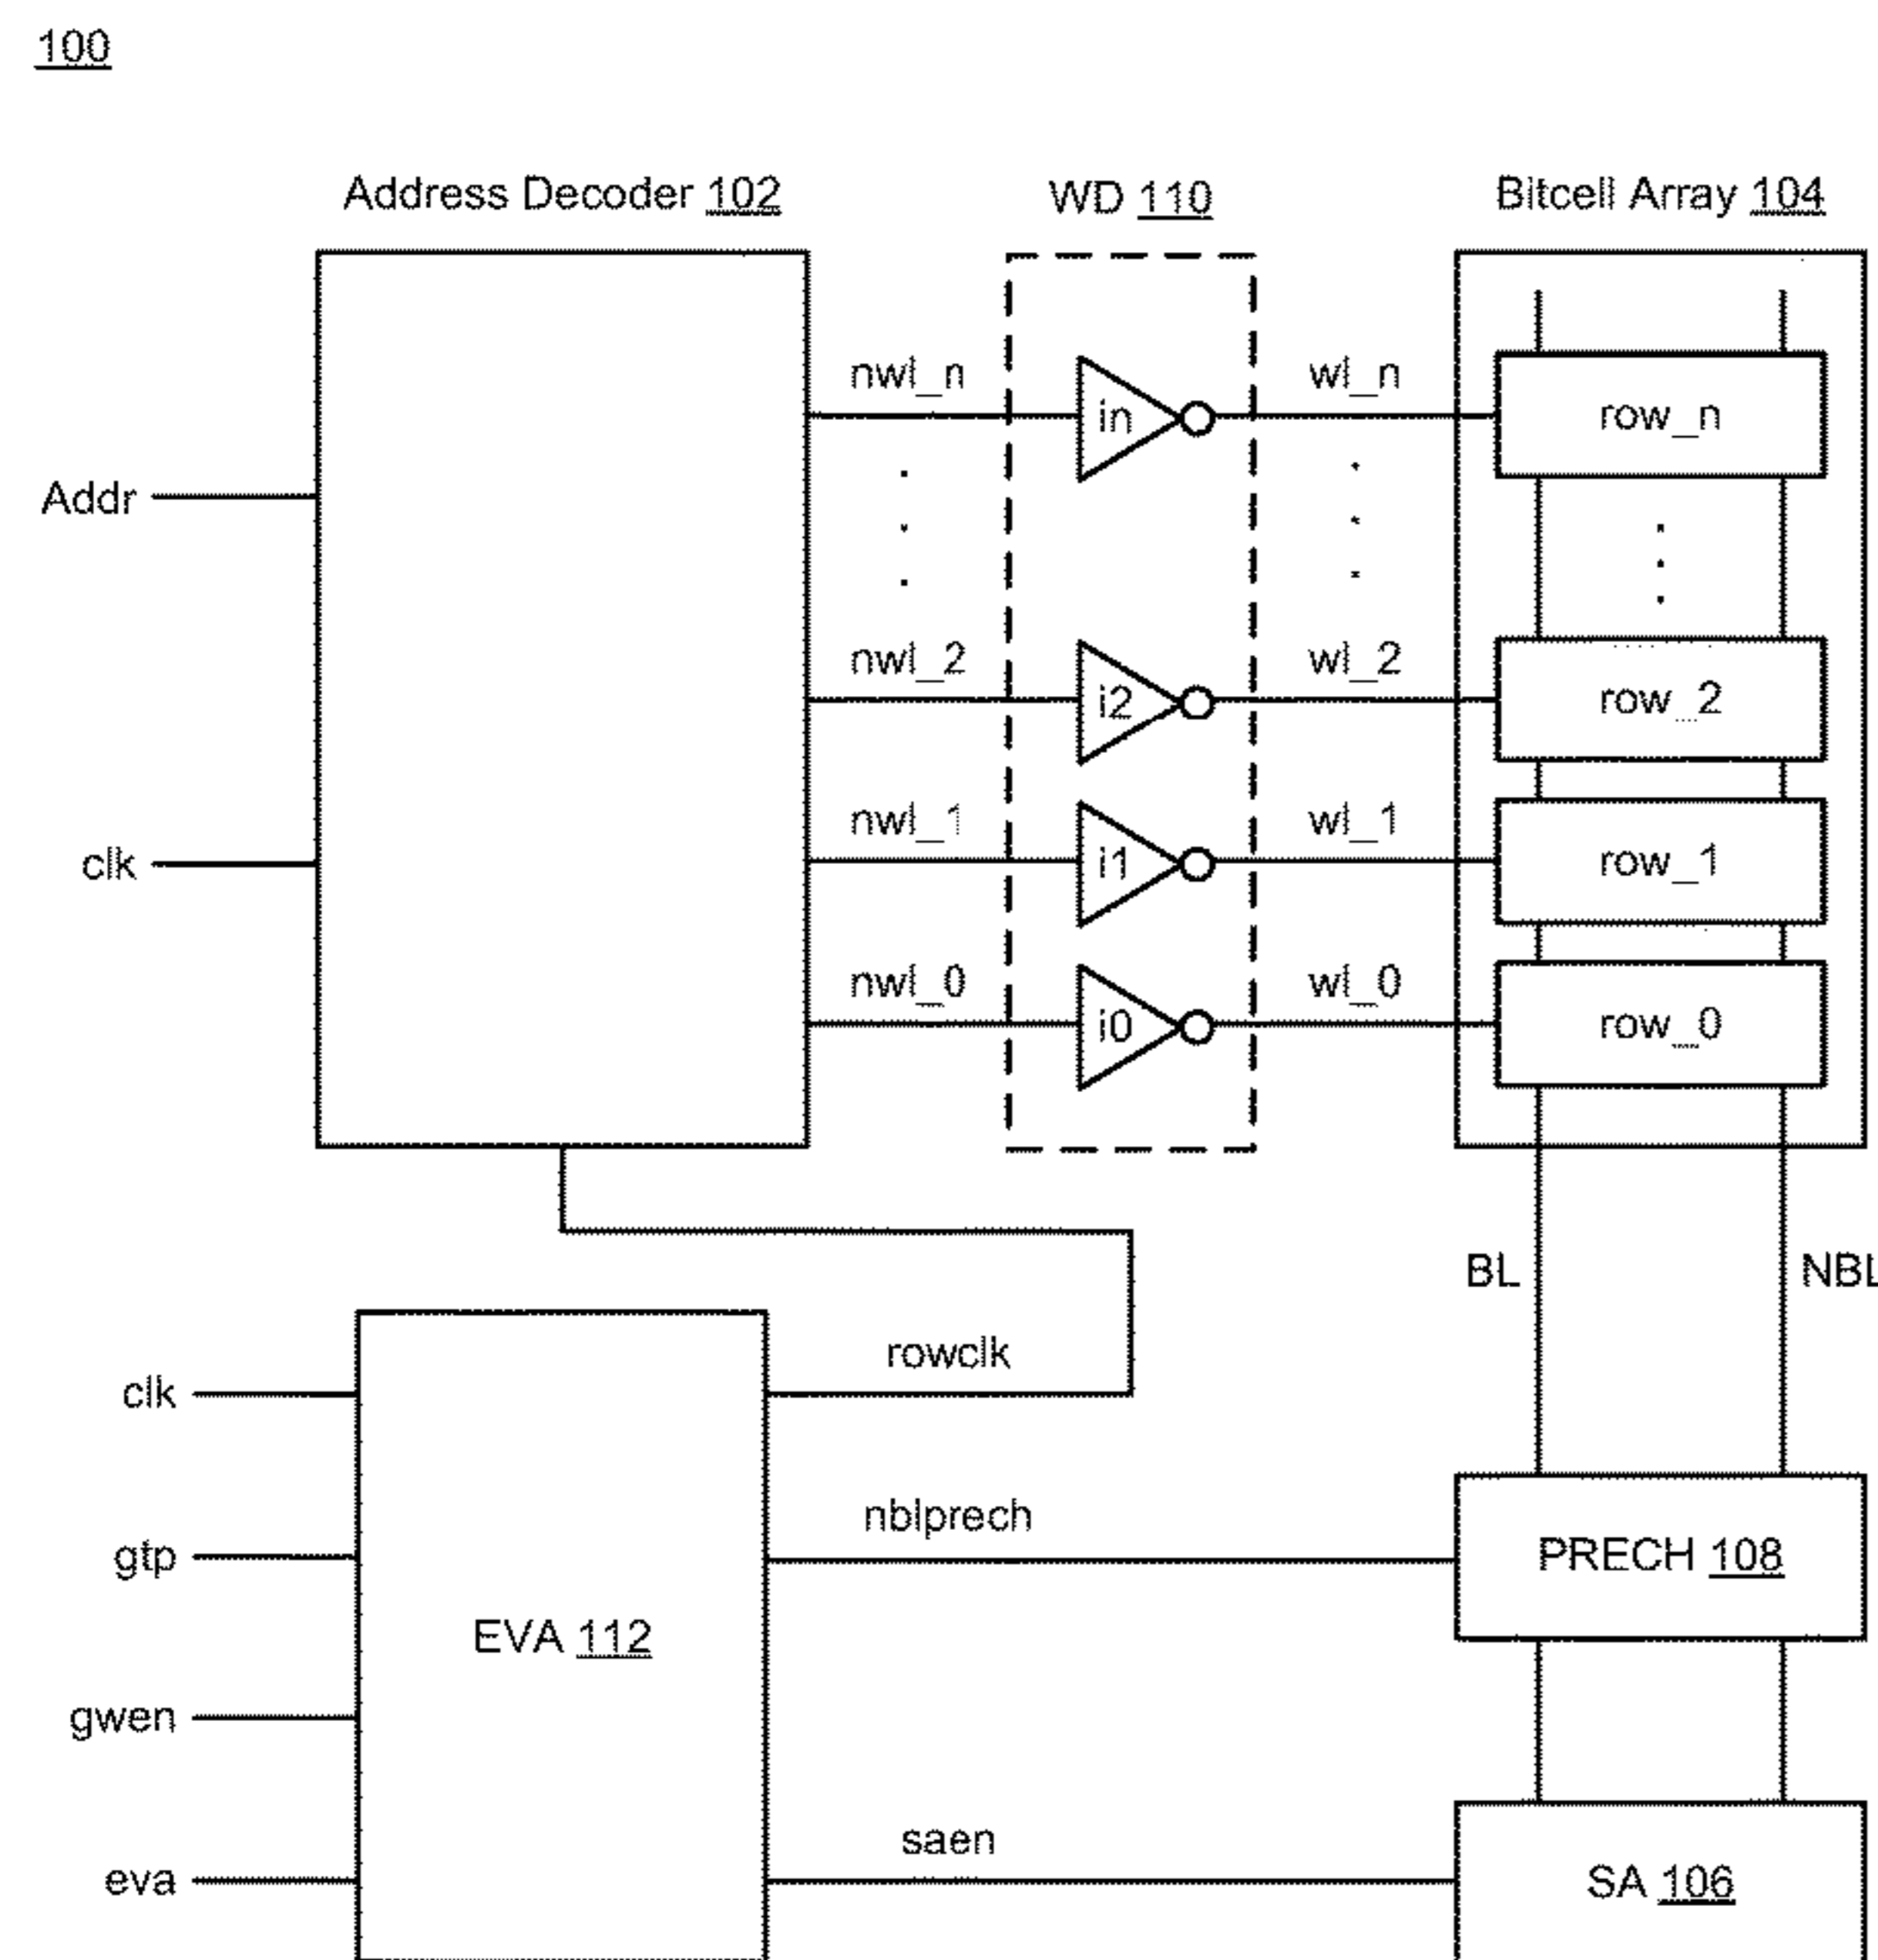 100
Address Decoder 102
WD 110
Bitcell Array 104
nwl_n
in
wl_n
row_n
Addr
nwl_2
i2
wl_2
row_2
clk
nwl_1
i1
wl_1
row_1
nwl_0
i0
wl_0
row_0
BL
NBL
clk
rowclk
gtp
nblprech
PRECH 108
EVA 112
gwen
eva
saen
SA 106